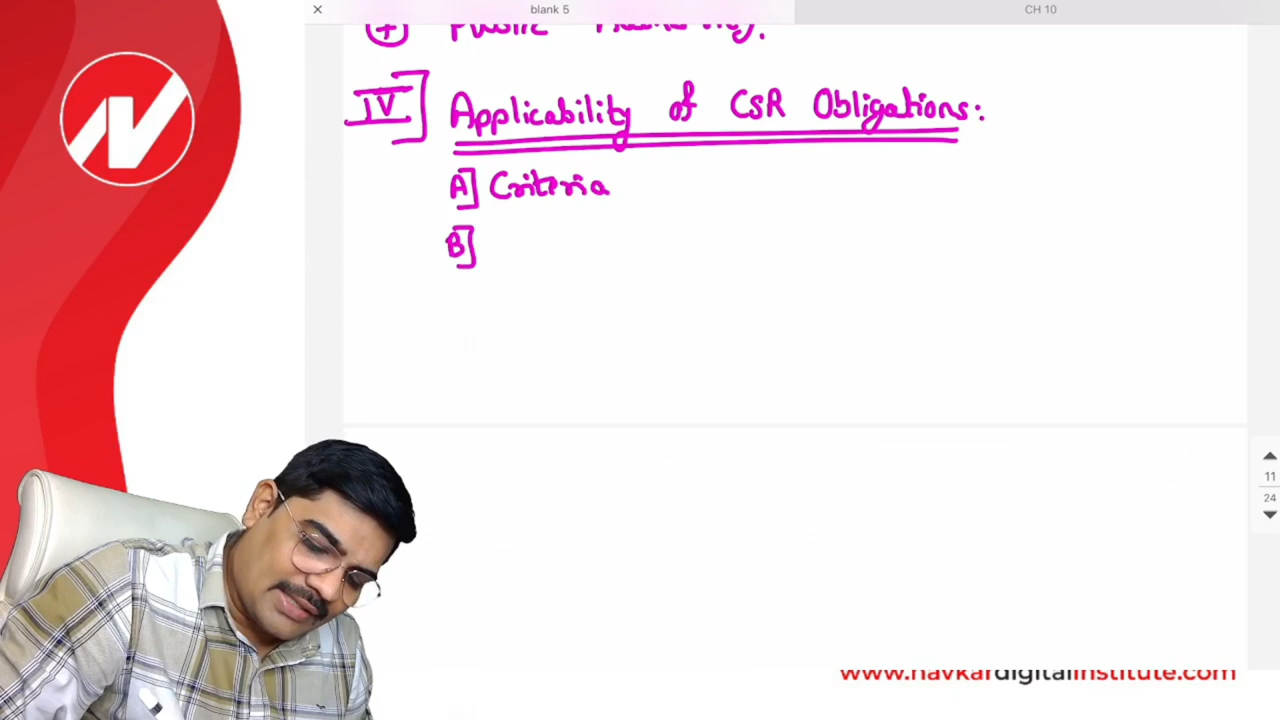 blank 5
CH 10
IV] Applicability of CSR Obligations:
A] Criteria
B]
11
24
www.navkardigitalinstitute.com